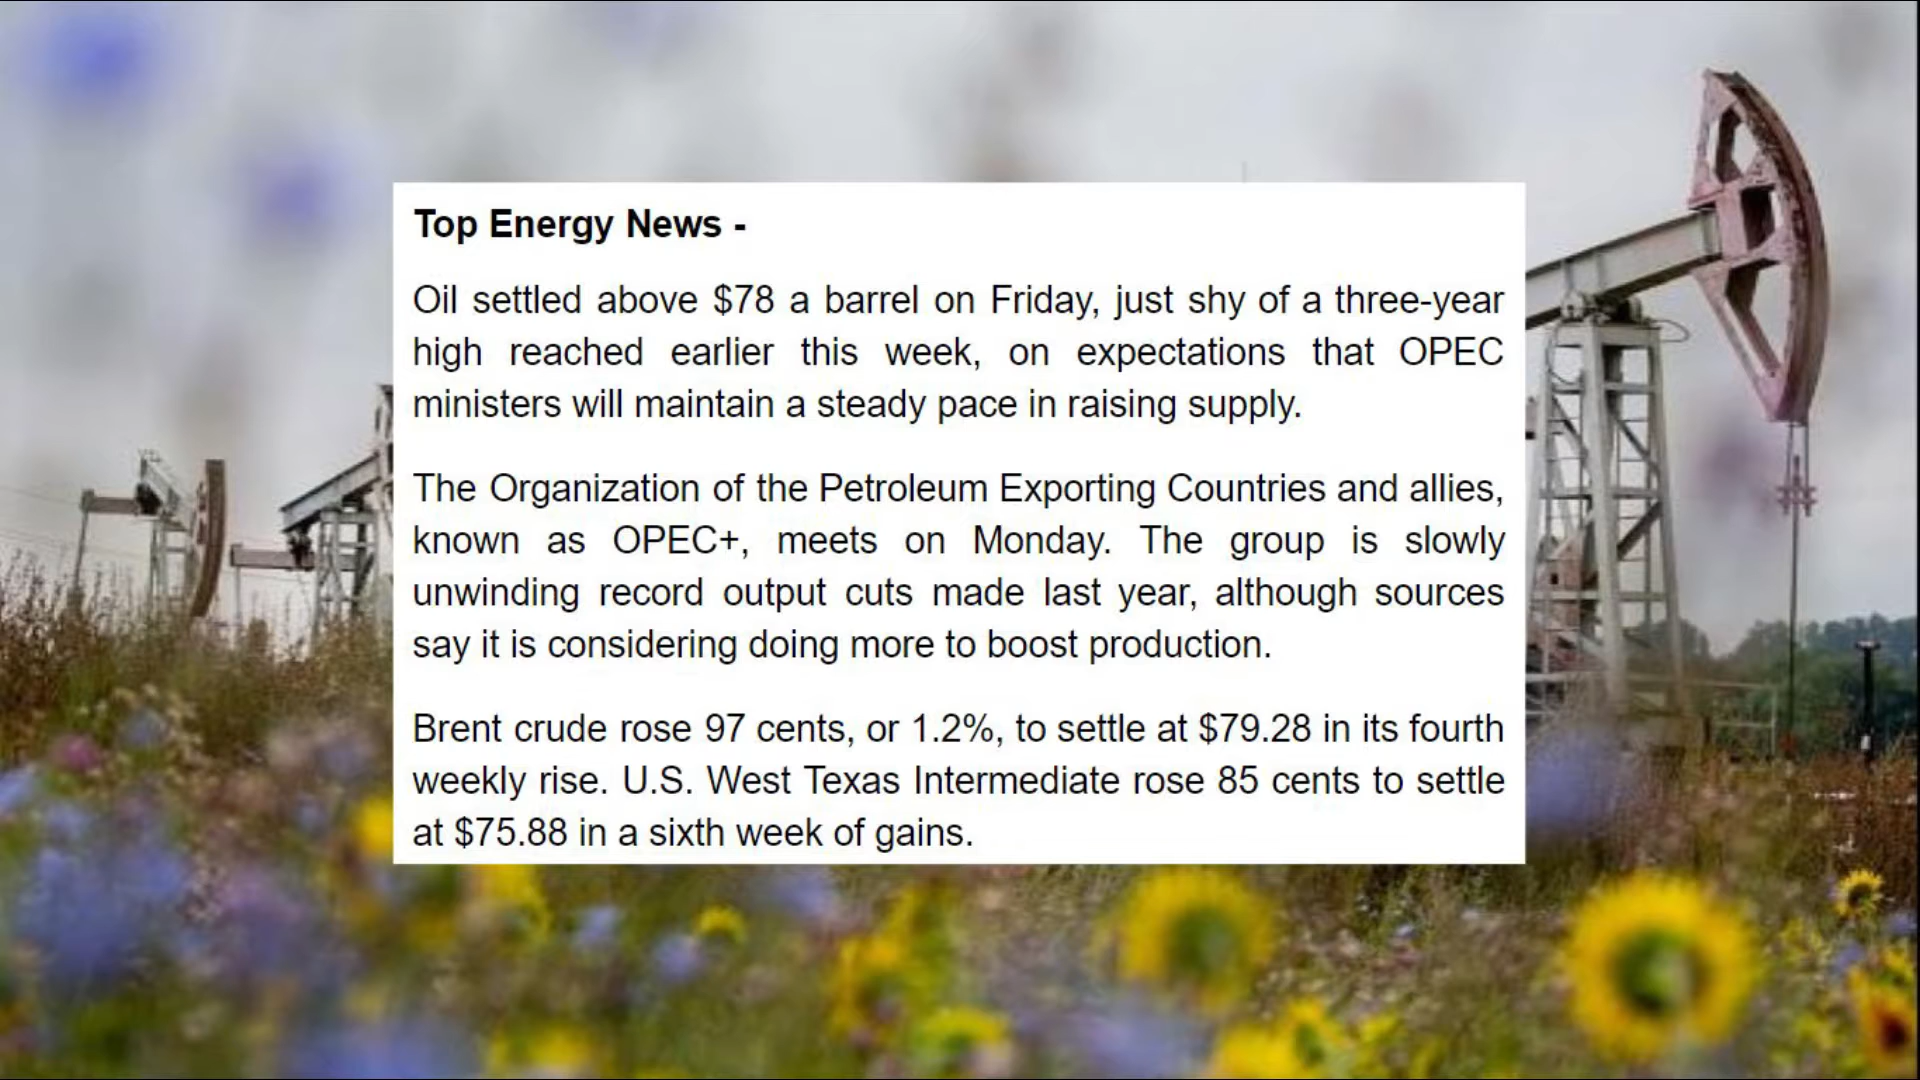 Top Energy News -
Oil settled above $78 a barrel on Friday, just shy of a three-year
high reached earlier this week, on expectations that OPEC
ministers will maintain a steady pace in raising supply.
The Organization of the Petroleum Exporting Countries and allies,
known as OPEC+, meets on Monday. The group is slowly
unwinding record output cuts made last year, although sources
say it is considering doing more to boost production.
Brent crude rose 97 cents, or 1.2%, to settle at $79.28 in its fourth
weekly rise. U.S. West Texas Intermediate rose 85 cents to settle
at $75.88 in a sixth week of gains.